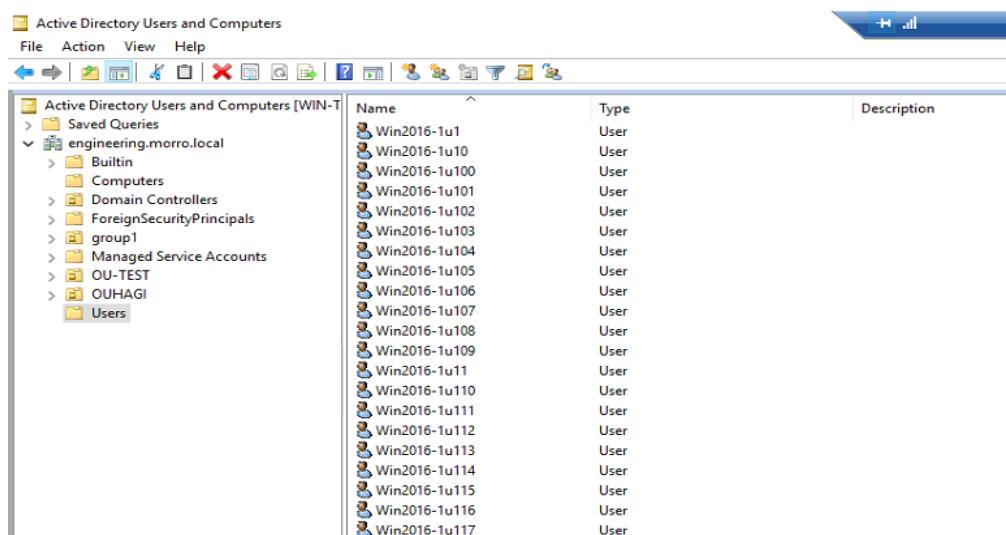 Active Directory Users and Computers
File Action View Help
Active Directory Users and Computers [WIN-T
Saved Queries
engineering.morro.local
Builtin
Computers
Domain Controllers
ForeignSecurityPrincipals
group1
Managed Service Accounts
OU-TEST
OUHAGI
Users
Name Type Description
Win2016-1u1 User
Win2016-1u10 User
Win2016-1u100 User
Win2016-1u101 User
Win2016-1u102 User
Win2016-1u103 User
Win2016-1u104 User
Win2016-1u105 User
Win2016-1u106 User
Win2016-1u107 User
Win2016-1u108 User
Win2016-1u109 User
Win2016-1u11 User
Win2016-1u110 User
Win2016-1u111 User
Win2016-1u112 User
Win2016-1u113 User
Win2016-1u114 User
Win2016-1u115 User
Win2016-1u116 User
Win2016-1u117 User